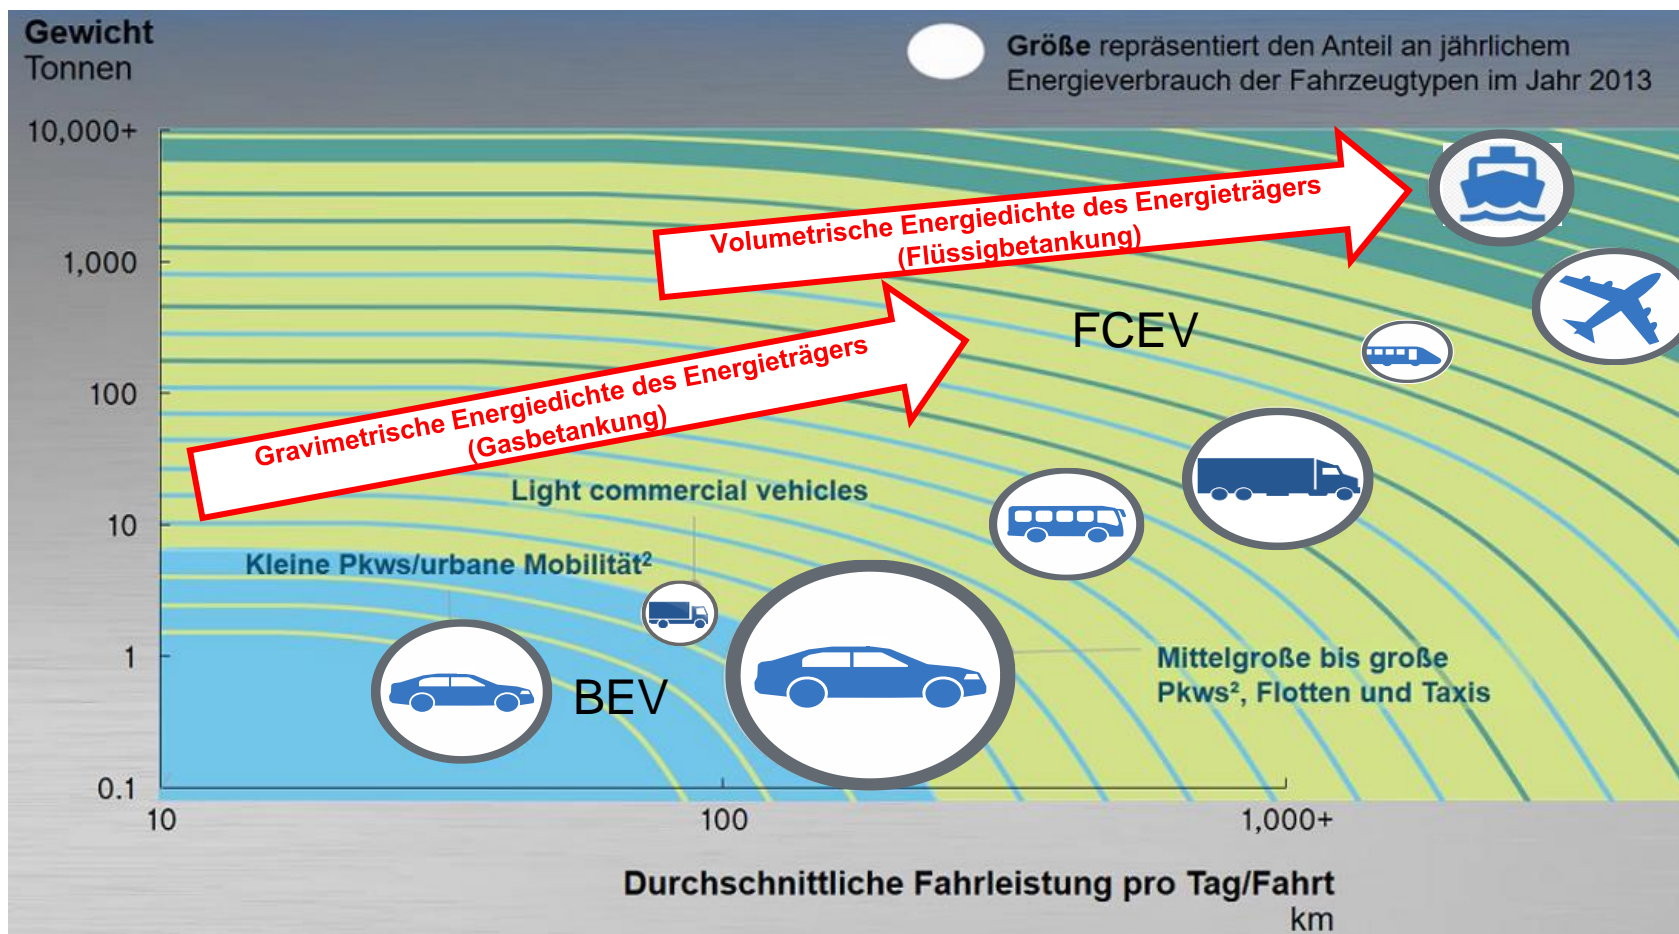 Gewicht
Tonnen
Größe repräsentiert den Anteil an jährlichem
Energieverbrauch der Fahrzeugtypen im Jahr 2013
10,000+
1,000
100
10
1
0.1
Volumetrische Energiedichte des Energieträgers
(Flüssigbetankung)
FCEV
Gravimetrische Energiedichte des Energieträgers
(Gasbetankung)
Light commercial vehicles
Kleine Pkws/urbane Mobilität²
BEV
Mittelgroße bis große
Pkws², Flotten und Taxis
10
100
1,000+
Durchschnittliche Fahrleistung pro Tag/Fahrt
km